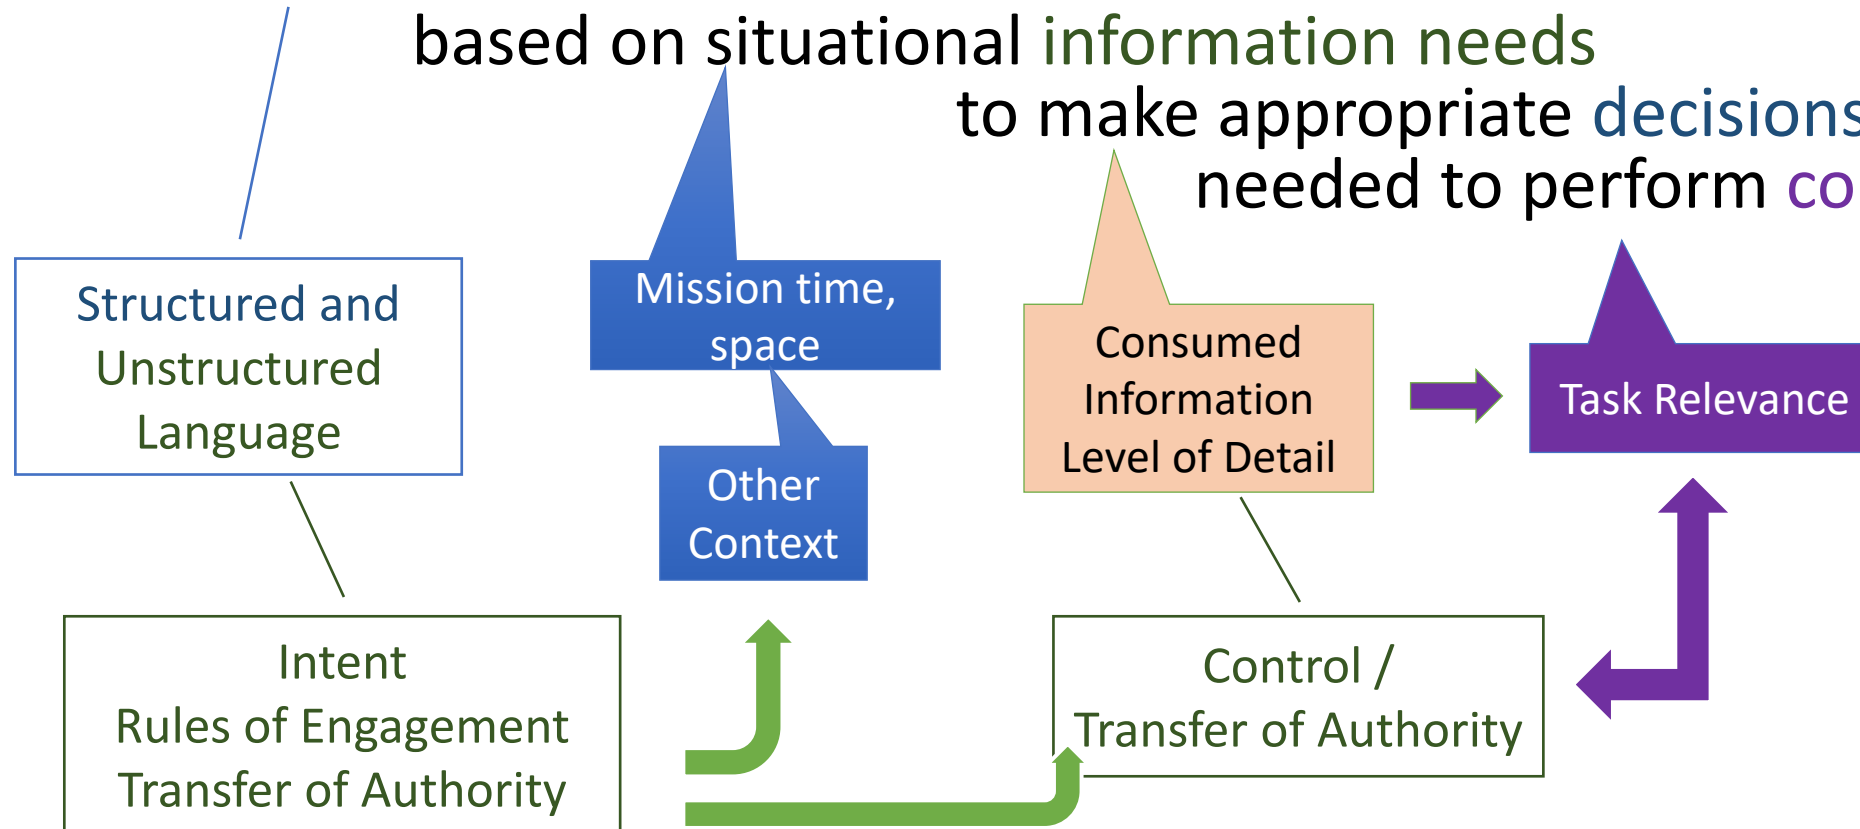 based on situational information needs
to make appropriate decisions
needed to perform co
Structured and
Unstructured
Language
Mission time,
space
Consumed
Information
Level of Detail
Task Relevance
Other
Context
Intent
Rules of Engagement
Transfer of Authority
Control /
Transfer of Authority